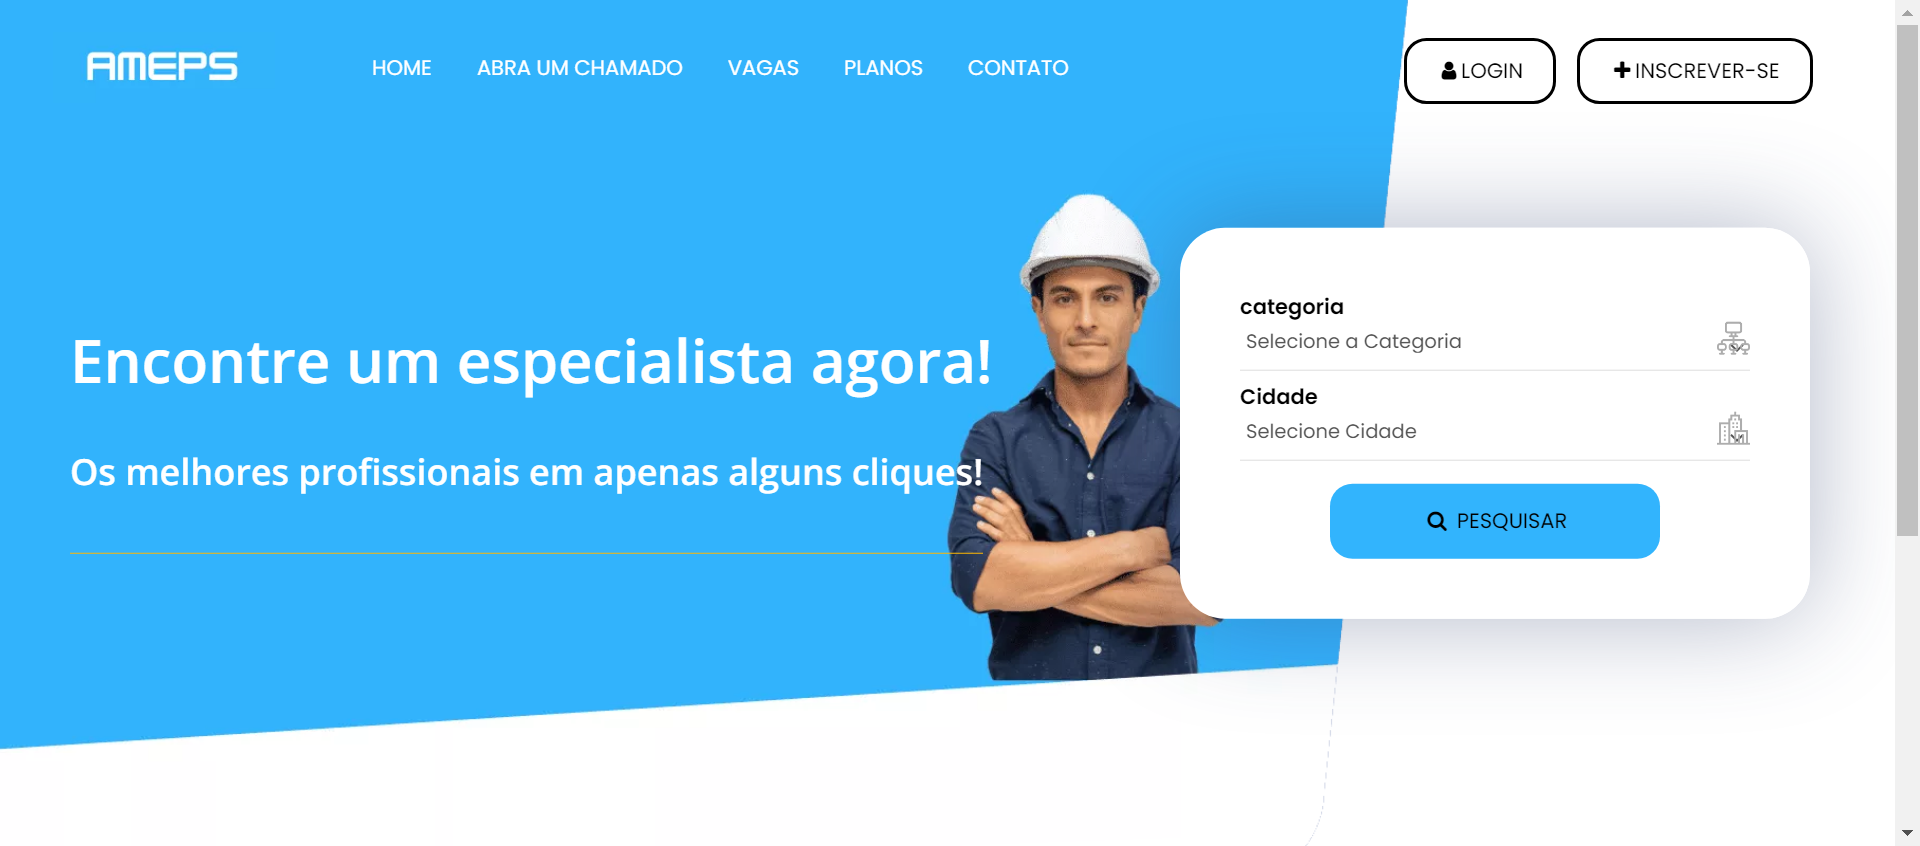 AMEPS
HOME
ABRA UM CHAMADO
VAGAS
PLANOS
CONTATO
LOGIN
INSCREVER-SE
Encontre um especialista agora!
Os melhores profissionais em apenas alguns cliques!
categoria
Selecione a Categoria
Cidade
Selecione Cidade
PESQUISAR